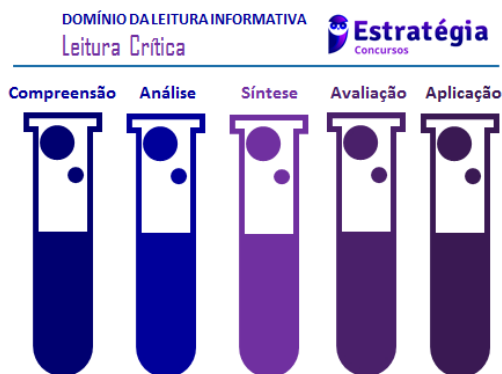 DOMÍNIO DA LEITURA INFORMATIVA
Leitura Crítica
Estratégia
Concursos
Compreensão Análise Síntese Avaliação Aplicação